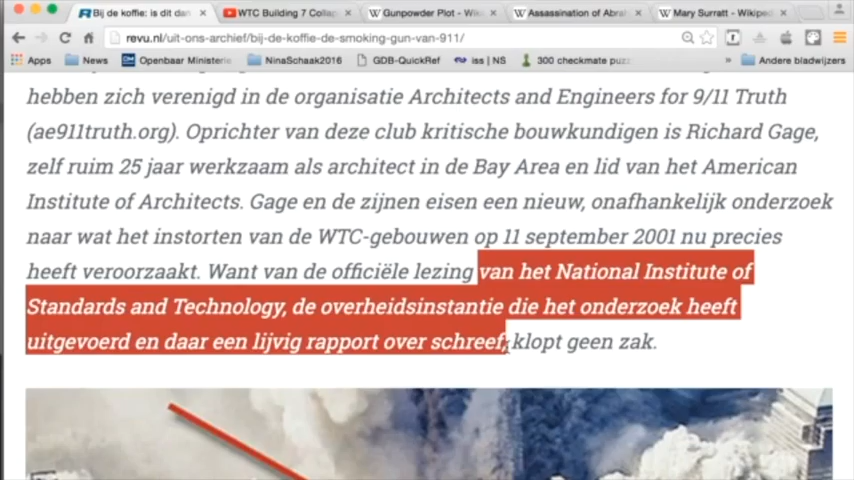 Bij de koffie: is dit dan
WTC Building 7 Collap
Gunpowder Plot - Wiki
Assassination of Abrah
Mary Surratt - Wikiped
revu.nl/uit-ons-archief/bij-de-koffie-de-smoking-gun-van-911/
Apps
News
Openbaar Ministerie
NinaSchaak2016
GDB-QuickRef
iss | NS
300 checkmate puzz
»
Andere bladwijzers
hebben zich verenigd in de organisatie Architects and Engineers for 9/11 Truth
(ae911truth.org). Oprichter van deze club kritische bouwkundigen is Richard Gage,
zelf ruim 25 jaar werkzaam als architect in de Bay Area en lid van het American
Institute of Architects. Gage en de zijnen eisen een nieuw, onafhankelijk onderzoek
naar wat het instorten van de WTC-gebouwen op 11 september 2001 nu precies
heeft veroorzaakt. Want van de officiële lezing van het National Institute of
Standards and Technology, de overheidsinstantie die het onderzoek heeft
uitgevoerd en daar een lijvig rapport over schreef, klopt geen zak.